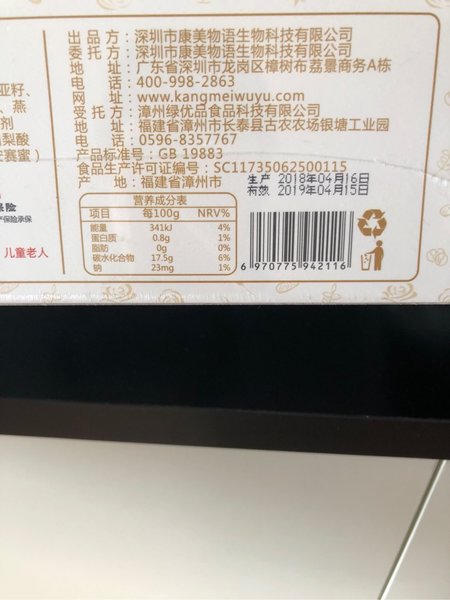 出品方：深圳市康美物语生物科技有限公司
委托方：深圳市康美物语生物科技有限公司
地址：广东省深圳市龙岗区樟树布荔景商务A栋
电话：400-998-2863
网址：www.kangmeiwuyu.com
受托方：漳州绿优品食品科技有限公司
地址：福建省漳州市长泰县古农农场银塘工业园
电话：0596-8357767
产品标准号：GB 19883
食品生产许可证编号：SC11735062500115
产地：福建省漳州市
生产 2018年04月16日
有效 2019年04月15日
营养成分表
项目 每100g NRV%
能量 341kJ 4%
蛋白质 0.8g 1%
脂肪 0g 0%
碳水化合物 17.5g 6%
钠 23mg 1%
6 970775 942116
亚籽、
、燕
剂
梨酸
赛蜜）
保险
产保险承保
儿童老人